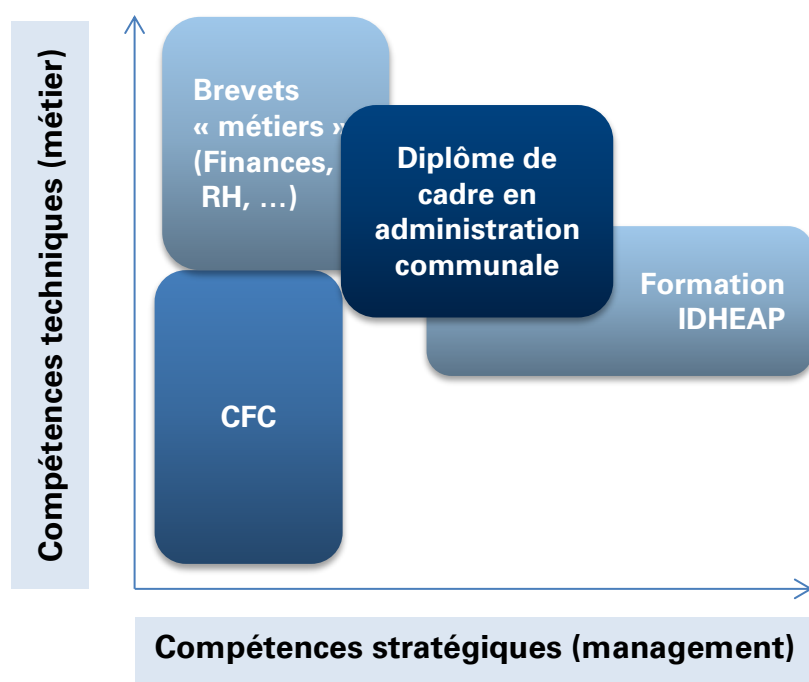 Compétences techniques (métier)
Brevets
« métiers »
(Finances,
RH, …)
Diplôme de
cadre en
administration
communale
Formation
IDHEAP
CFC
Compétences stratégiques (management)